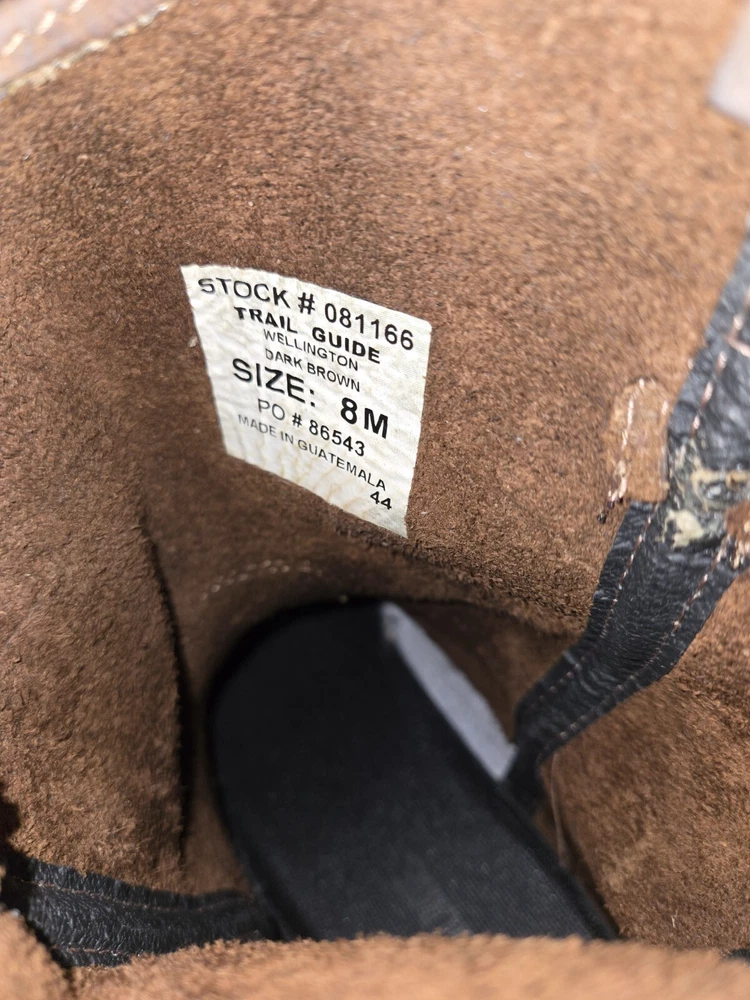 STOCK # 081166
TRAIL GUIDE
WELLINGTON
DARK BROWN
SIZE: 8M
PO # 86543
MADE IN GUATEMALA
44